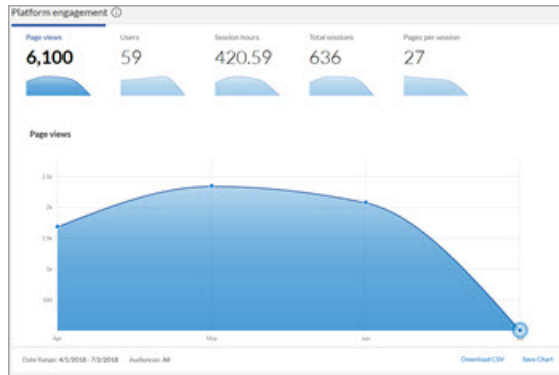 Platform engagement
Page views
Users
Session hours
Total sessions
Pages per session
6,100
59
420.59
636
27
Page views
2.5k
2k
1.5k
1k
500
Apr
May
Jun
Date Range: 4/1/2018 - 7/2/2018 Audiences: All
Download CSV
Save Chart